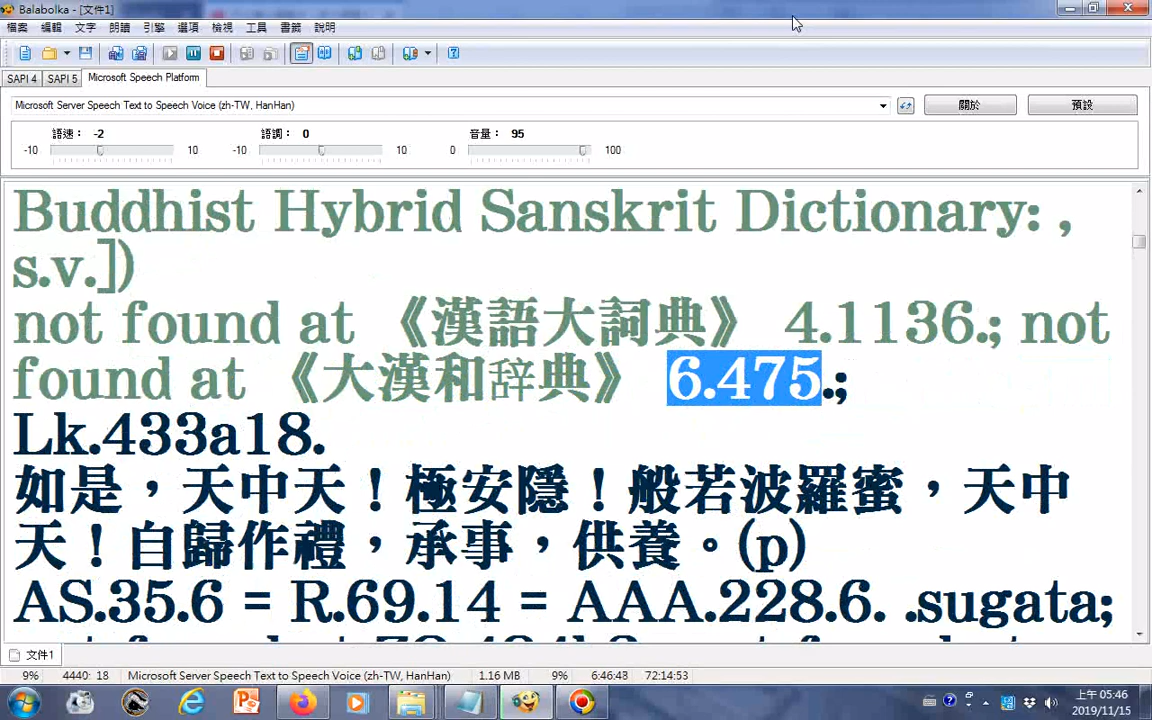 Balabolka - [文件1]
檔案 編輯 文字 朗讀 引擎 選項 檢視 工具 書籤 說明
SAPI 4 SAPI 5 Microsoft Speech Platform
Microsoft Server Speech Text to Speech Voice (zh-TW, HanHan) 關於 預設
語速： -2 語調： 0 音量： 95
-10 10 -10 10 0 100
Buddhist Hybrid Sanskrit Dictionary: ,
s.v.])
not found at 《漢語大詞典》 4.1136.; not
found at 《大漢和辞典》 6.475.;
Lk.433a18.
如是，天中天！極安隱！般若波羅蜜，天中
天！自歸作禮，承事，供養。(p)
AS.35.6 = R.69.14 = AAA.228.6. .sugata;
文件1
9% 4440: 18 Microsoft Server Speech Text to Speech Voice (zh-TW, HanHan) 1.16 MB 9% 6:46:48 72:14:53
上午 05:46
2019/11/15